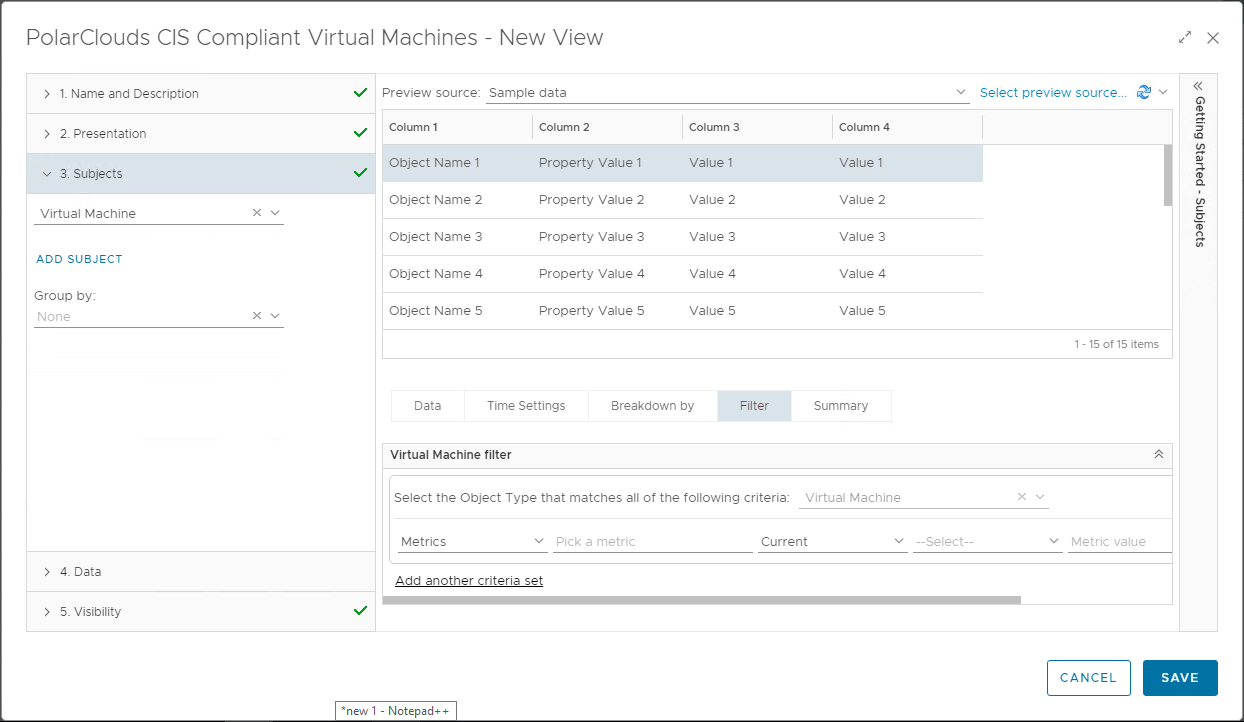 PolarClouds CIS Compliant Virtual Machines - New View
1. Name and Description
2. Presentation
3. Subjects
Virtual Machine
ADD SUBJECT
Group by:
None
4. Data
5. Visibility
Preview source: Sample data Select preview source...
Column 1 Column 2 Column 3 Column 4
Object Name 1 Property Value 1 Value 1 Value 1
Object Name 2 Property Value 2 Value 2 Value 2
Object Name 3 Property Value 3 Value 3 Value 3
Object Name 4 Property Value 4 Value 4 Value 4
Object Name 5 Property Value 5 Value 5 Value 5
1 - 15 of 15 items
Data Time Settings Breakdown by Filter Summary
Virtual Machine filter
Select the Object Type that matches all of the following criteria: Virtual Machine
Metrics Pick a metric Current --Select-- Metric value
Add another criteria set
Getting Started - Subjects
CANCEL SAVE
*new 1 - Notepad++